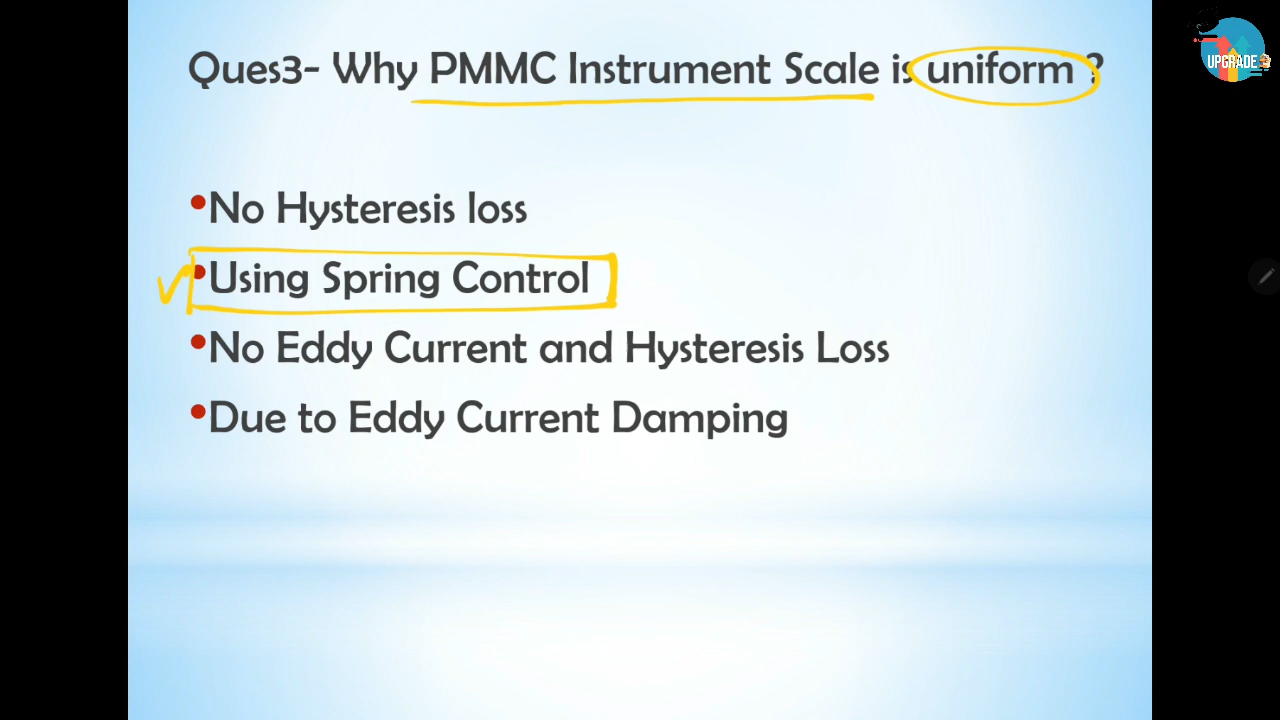 Ques3- Why PMMC Instrument Scale is uniform ?
UPGRADE
•No Hysteresis loss
•Using Spring Control
•No Eddy Current and Hysteresis Loss
•Due to Eddy Current Damping